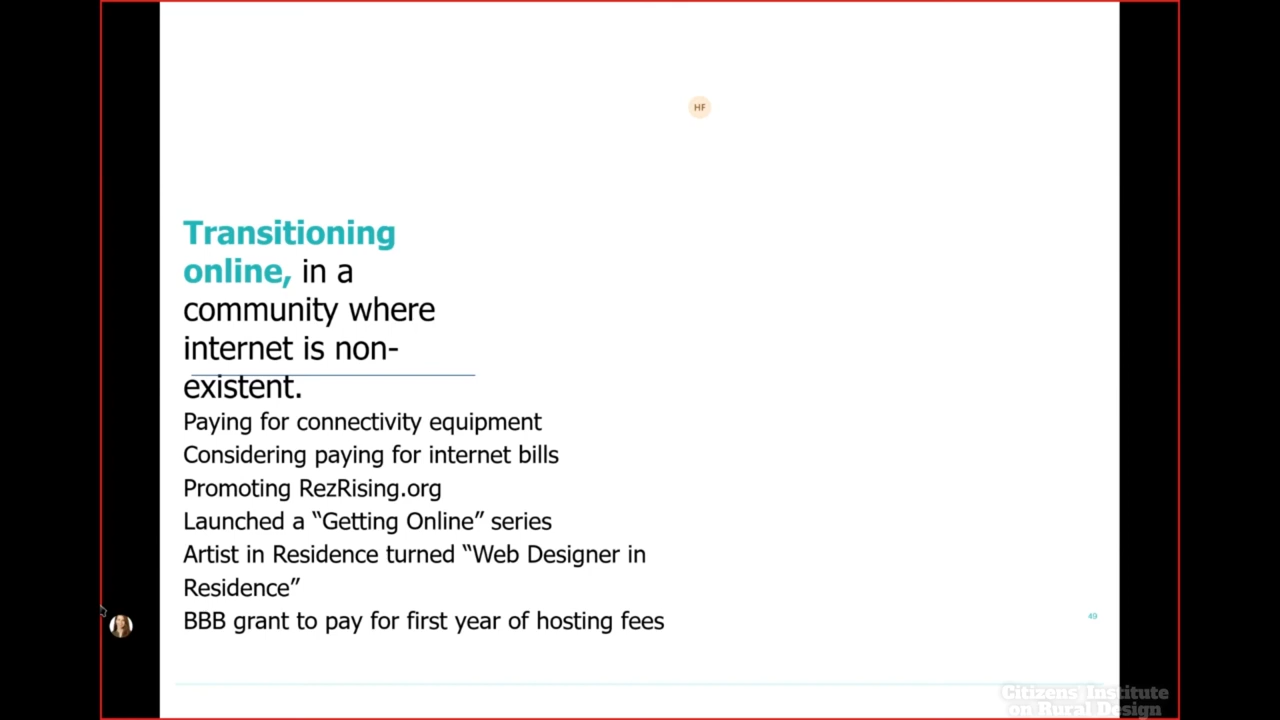 HF
Transitioning
online, in a
community where
internet is non-
existent.
Paying for connectivity equipment
Considering paying for internet bills
Promoting RezRising.org
Launched a “Getting Online” series
Artist in Residence turned “Web Designer in
Residence”
BBB grant to pay for first year of hosting fees
49
Citizens' Institute
on Rural Design